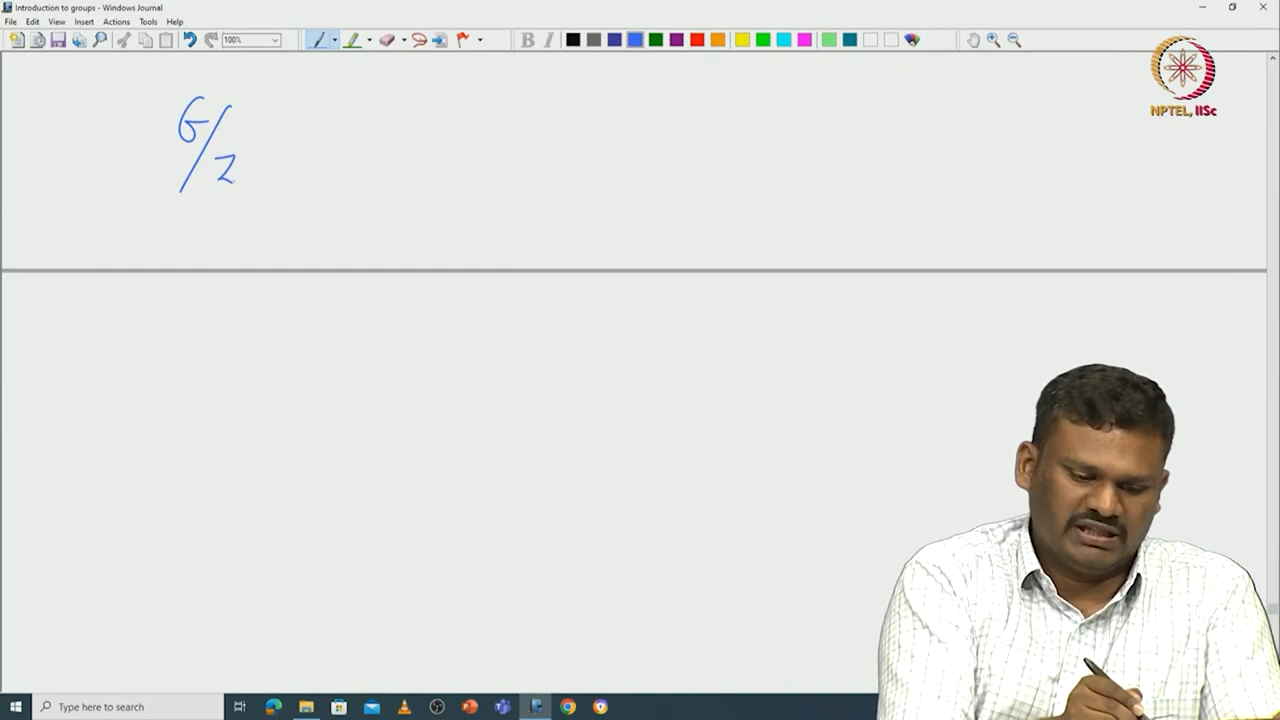 Introduction to groups - Windows Journal
File Edit View Insert Actions Tools Help
100%
B I
NPTEL, IISc
G/Z
Type here to search